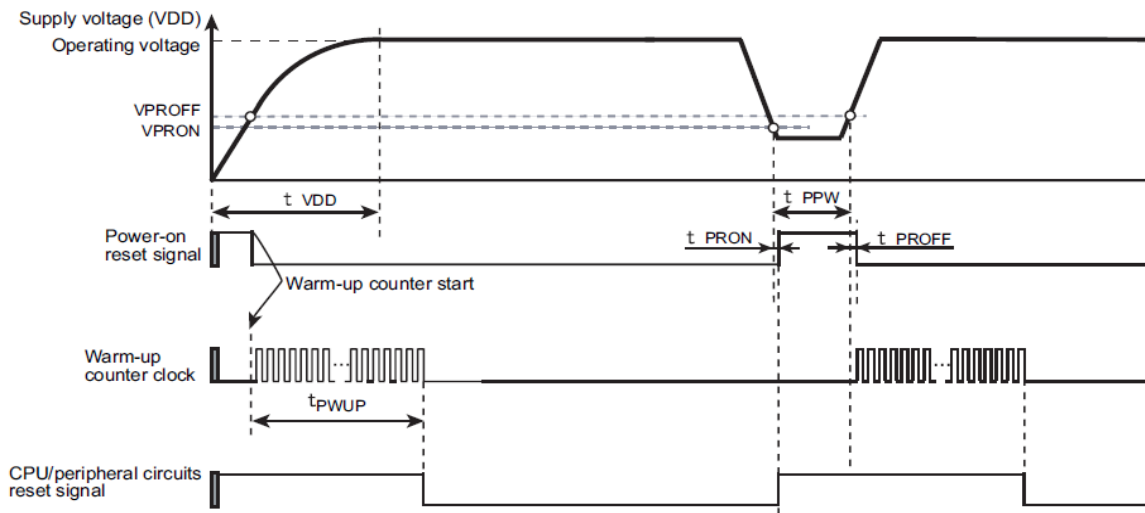 Supply voltage (VDD)
Operating voltage
VPROFF
VPRON
t VDD
t PPW
Power-on
reset signal
t PRON
t PROFF
Warm-up counter start
Warm-up
counter clock
...
...
tPWUP
CPU/peripheral circuits
reset signal